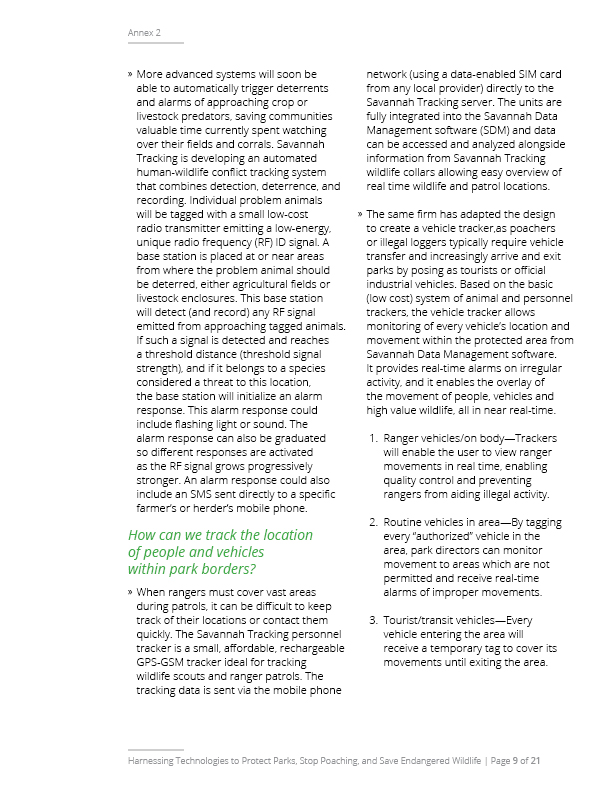 Annex 2
» More advanced systems will soon be
able to automatically trigger deterrents
and alarms of approaching crop or
livestock predators, saving communities
valuable time currently spent watching
over their fields and corrals. Savannah
Tracking is developing an automated
human-wildlife conflict tracking system
that combines detection, deterrence, and
recording. Individual problem animals
will be tagged with a small low-cost
radio transmitter emitting a low-energy,
unique radio frequency (RF) ID signal. A
base station is placed at or near areas
from where the problem animal should
be deterred, either agricultural fields or
livestock enclosures. This base station
will detect (and record) any RF signal
emitted from approaching tagged animals.
If such a signal is detected and reaches
a threshold distance (threshold signal
strength), and if it belongs to a species
considered a threat to this location,
the base station will initialize an alarm
response. This alarm response could
include flashing light or sound. The
alarm response can also be graduated
so different responses are activated
as the RF signal grows progressively
stronger. An alarm response could also
include an SMS sent directly to a specific
farmer's or herder's mobile phone.
How can we track the location
of people and vehicles
within park borders?
» When rangers must cover vast areas
during patrols, it can be difficult to keep
track of their locations or contact them
quickly. The Savannah Tracking personnel
tracker is a small, affordable, rechargeable
GPS-GSM tracker ideal for tracking
wildlife scouts and ranger patrols. The
tracking data is sent via the mobile phone
network (using a data-enabled SIM card
from any local provider) directly to the
Savannah Tracking server. The units are
fully integrated into the Savannah Data
Management software (SDM) and data
can be accessed and analyzed alongside
information from Savannah Tracking
wildlife collars allowing easy overview of
real time wildlife and patrol locations.
» The same firm has adapted the design
to create a vehicle tracker,as poachers
or illegal loggers typically require vehicle
transfer and increasingly arrive and exit
parks by posing as tourists or official
industrial vehicles. Based on the basic
(low cost) system of animal and personnel
trackers, the vehicle tracker allows
monitoring of every vehicle's location and
movement within the protected area from
Savannah Data Management software.
It provides real-time alarms on irregular
activity, and it enables the overlay of
the movement of people, vehicles and
high value wildlife, all in near real-time.
1. Ranger vehicles/on body—Trackers
will enable the user to view ranger
movements in real time, enabling
quality control and preventing
rangers from aiding illegal activity.
2. Routine vehicles in area—By tagging
every “authorized” vehicle in the
area, park directors can monitor
movement to areas which are not
permitted and receive real-time
alarms of improper movements.
3. Tourist/transit vehicles—Every
vehicle entering the area will
receive a temporary tag to cover its
movements until exiting the area.
Harnessing Technologies to Protect Parks, Stop Poaching, and Save Endangered Wildlife | Page 9 of 21